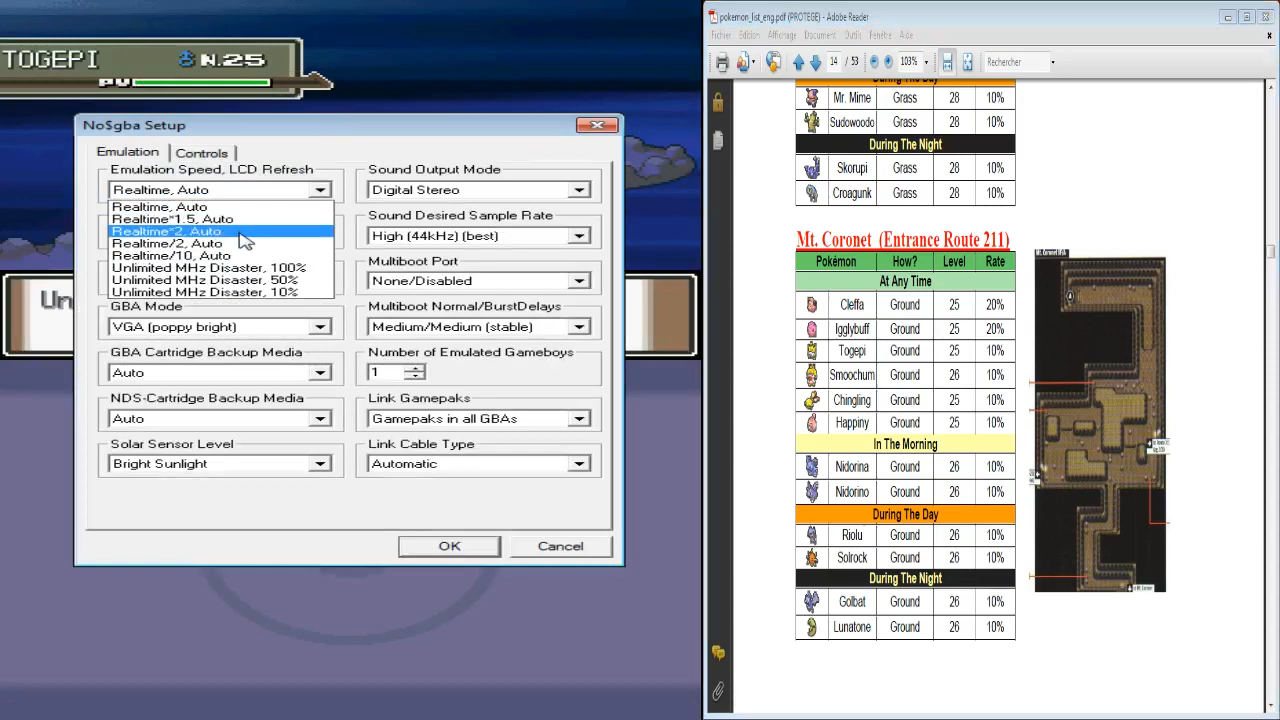 TOGEPI N.25
PV
Un
No$gba Setup
Emulation
Controls
Emulation Speed, LCD Refresh
Realtime, Auto
Realtime, Auto
Realtime*1.5, Auto
Realtime*2, Auto
Realtime/2, Auto
Realtime/10, Auto
Unlimited MHz Disaster, 100%
Unlimited MHz Disaster, 50%
Unlimited MHz Disaster, 10%
GBA Mode
VGA (poppy bright)
GBA Cartridge Backup Media
Auto
NDS-Cartridge Backup Media
Auto
Solar Sensor Level
Bright Sunlight
Sound Output Mode
Digital Stereo
Sound Desired Sample Rate
High (44kHz) (best)
Multiboot Port
None/Disabled
Multiboot Normal/BurstDelays
Medium/Medium (stable)
Number of Emulated Gameboys
1
Link Gamepaks
Gamepaks in all GBAs
Link Cable Type
Automatic
OK
Cancel
pokemon_list_eng.pdf (PROTEGE) - Adobe Reader
Fichier Edition Affichage Document Outils Fenêtre Aide
14 / 53 103% Rechercher
During The Day
Mr. Mime Grass 28 10%
Sudowoodo Grass 28 10%
During The Night
Skorupi Grass 28 10%
Croagunk Grass 28 10%
Mt. Coronet (Entrance Route 211)
Pokémon How? Level Rate
At Any Time
Cleffa Ground 25 20%
Igglybuff Ground 25 20%
Togepi Ground 25 10%
Smoochum Ground 25 10%
Chingling Ground 25 10%
Happiny Ground 25 10%
In The Morning
Nidorina Ground 26 10%
Nidorino Ground 26 10%
During The Day
Riolu Ground 26 10%
Solrock Ground 26 10%
During The Night
Golbat Ground 26 10%
Lunatone Ground 26 10%